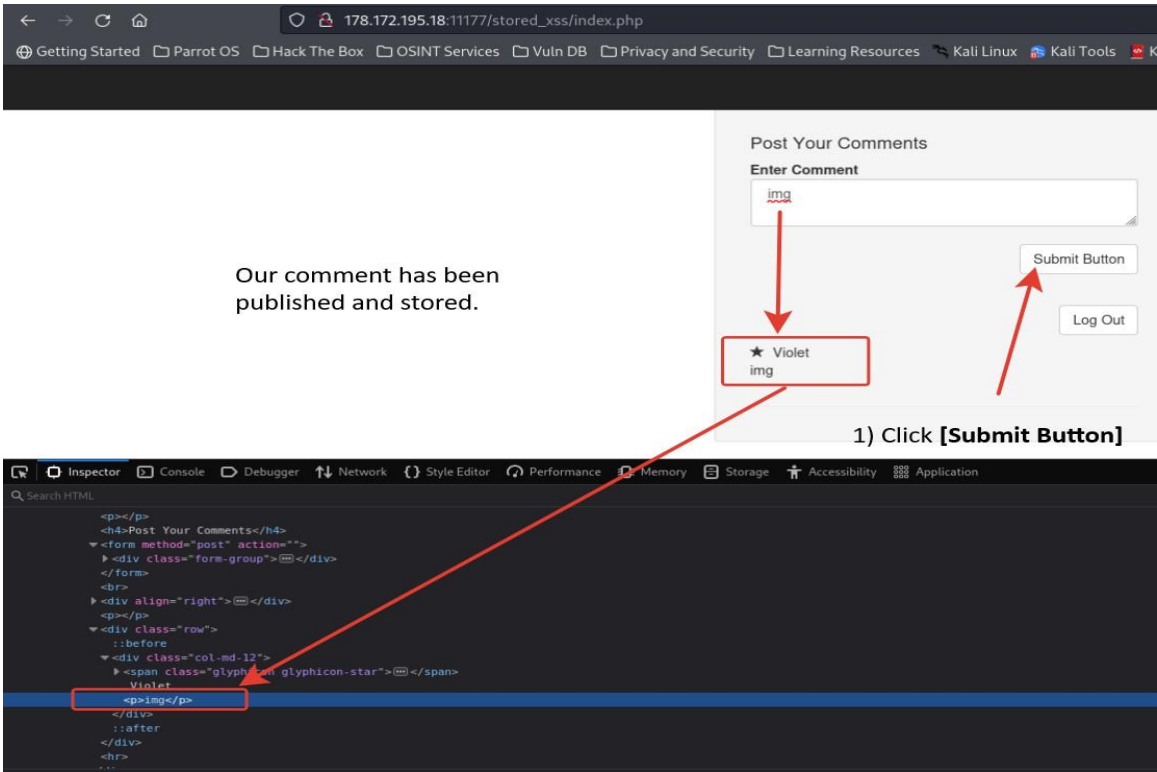 178.172.195.18:11177/stored_xss/index.php
Getting Started Parrot OS Hack The Box OSINT Services Vuln DB Privacy and Security Learning Resources Kali Linux Kali Tools K
Post Your Comments
Enter Comment
img
Submit Button
Our comment has been
published and stored.
Log Out
★ Violet
img
1) Click [Submit Button]
Inspector Console Debugger Network {} Style Editor Performance Memory Storage Accessibility Application
Search HTML
<p></p>
<h4>Post Your Comments</h4>
<form method="post" action="">
<div class="form-group"></div>
</form>
<br>
<div align="right"></div>
<p></p>
<div class="row">
::before
<div class="col-md-12">
<span class="glyphicon glyphicon-star"></span>
Violet
<p>img</p>
</div>
::after
</div>
<hr>